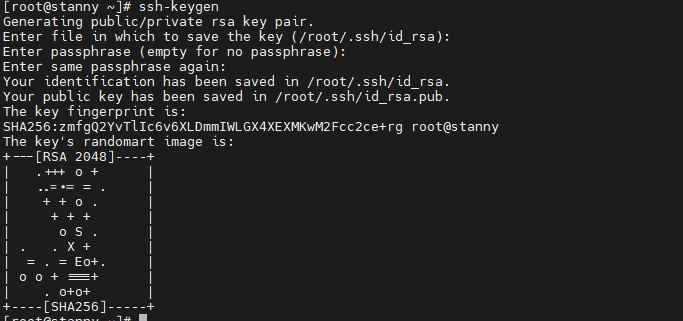 [root@stanny ~]# ssh-keygen
Generating public/private rsa key pair.
Enter file in which to save the key (/root/.ssh/id_rsa):
Enter passphrase (empty for no passphrase):
Enter same passphrase again:
Your identification has been saved in /root/.ssh/id_rsa.
Your public key has been saved in /root/.ssh/id_rsa.pub.
The key fingerprint is:
SHA256:zmfgQ2YvTlIc6v6XLDmmIWLGX4XEXMKwM2Fcc2ce+rg root@stanny
The key's randomart image is:
+---[RSA 2048]----+
|   .+++ o +      |
|   ..=.== = .    |
|    + + o .      |
|     + + +       |
|      o S .      |
| .   . X +       |
|  = . = Eo+.     |
| o o + ===+      |
|    . o+o+       |
+----[SHA256]-----+
[root@stanny ~]#